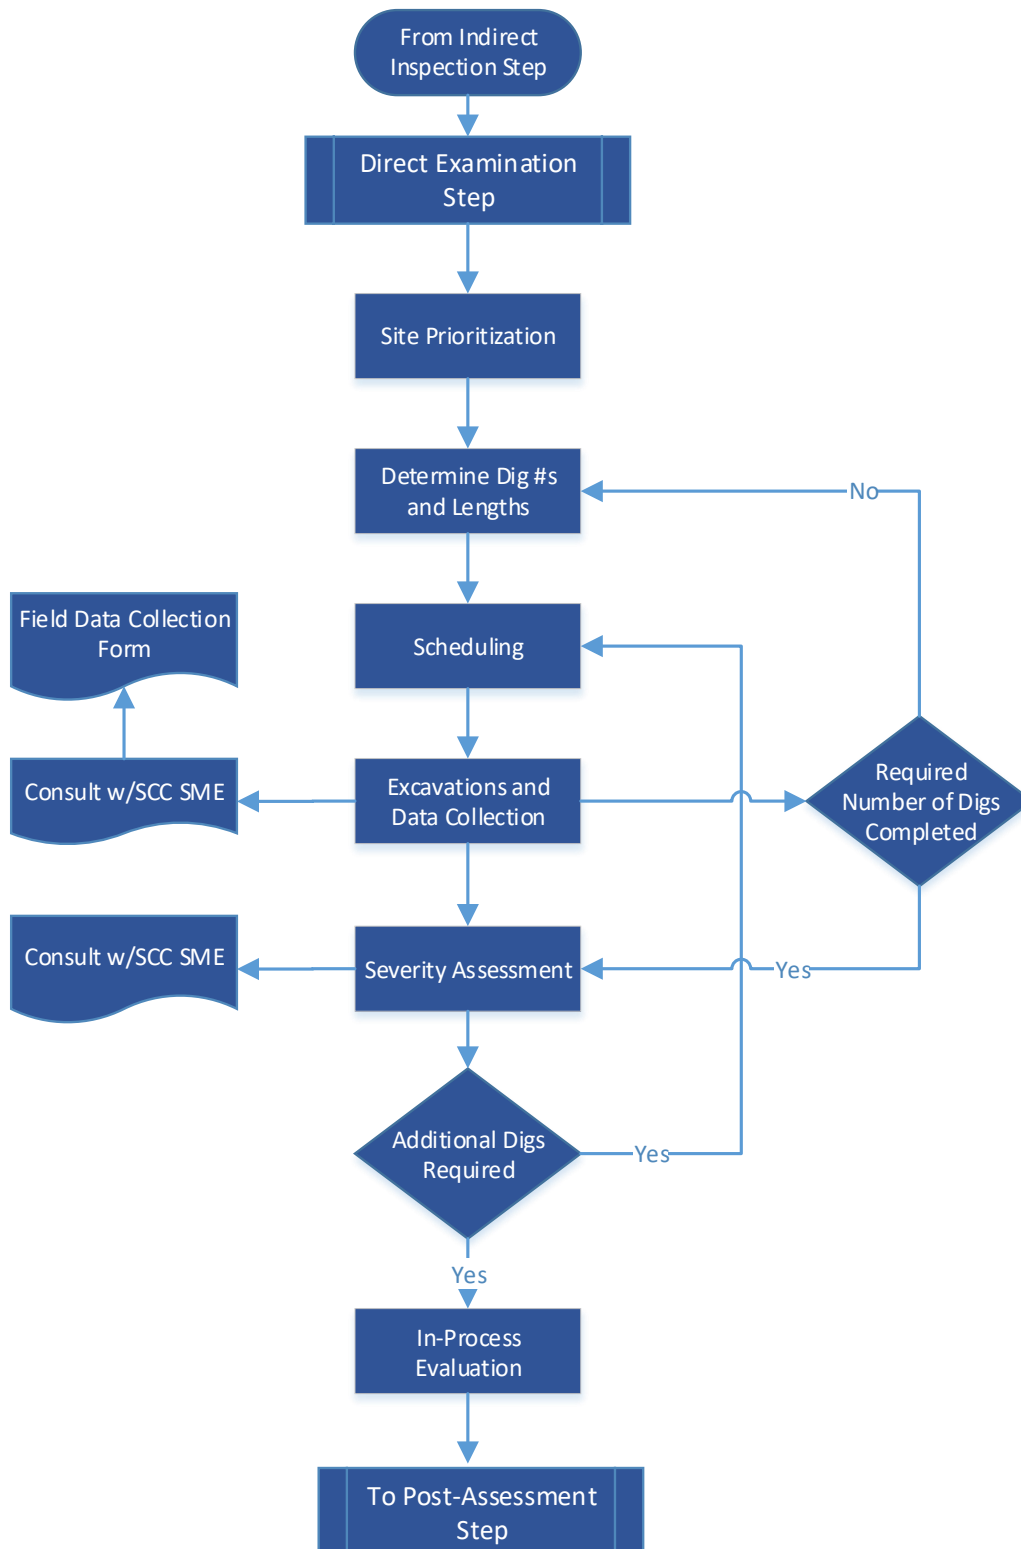 From Indirect
Inspection Step
Direct Examination
Step
Site Prioritization
Determine Dig #s
and Lengths
No
Field Data Collection
Form
Scheduling
Consult w/SCC SME
Excavations and
Data Collection
Required
Number of Digs
Completed
Consult w/SCC SME
Severity Assessment
Yes
Additional Digs
Required
Yes
Yes
In-Process
Evaluation
To Post-Assessment
Step